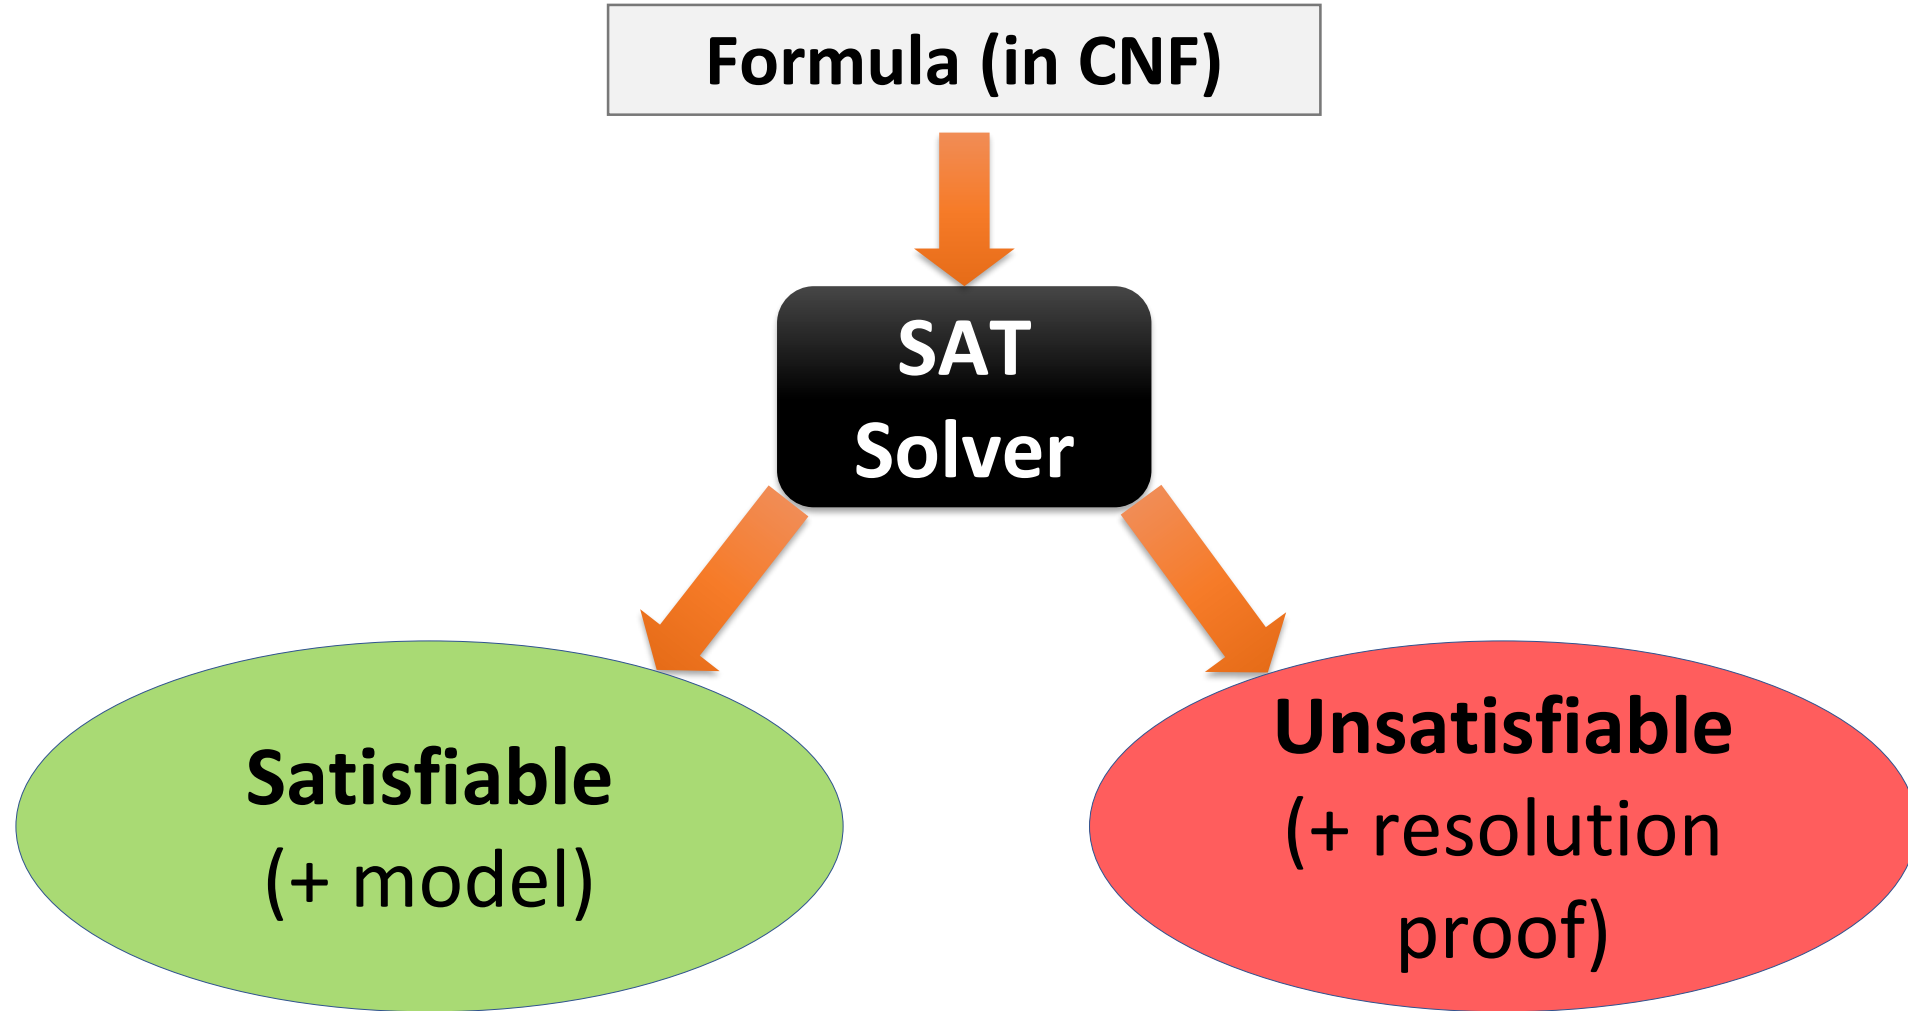 Formula (in CNF)
SAT
Solver
Satisfiable
(+ model)
Unsatisfiable
(+ resolution
proof)